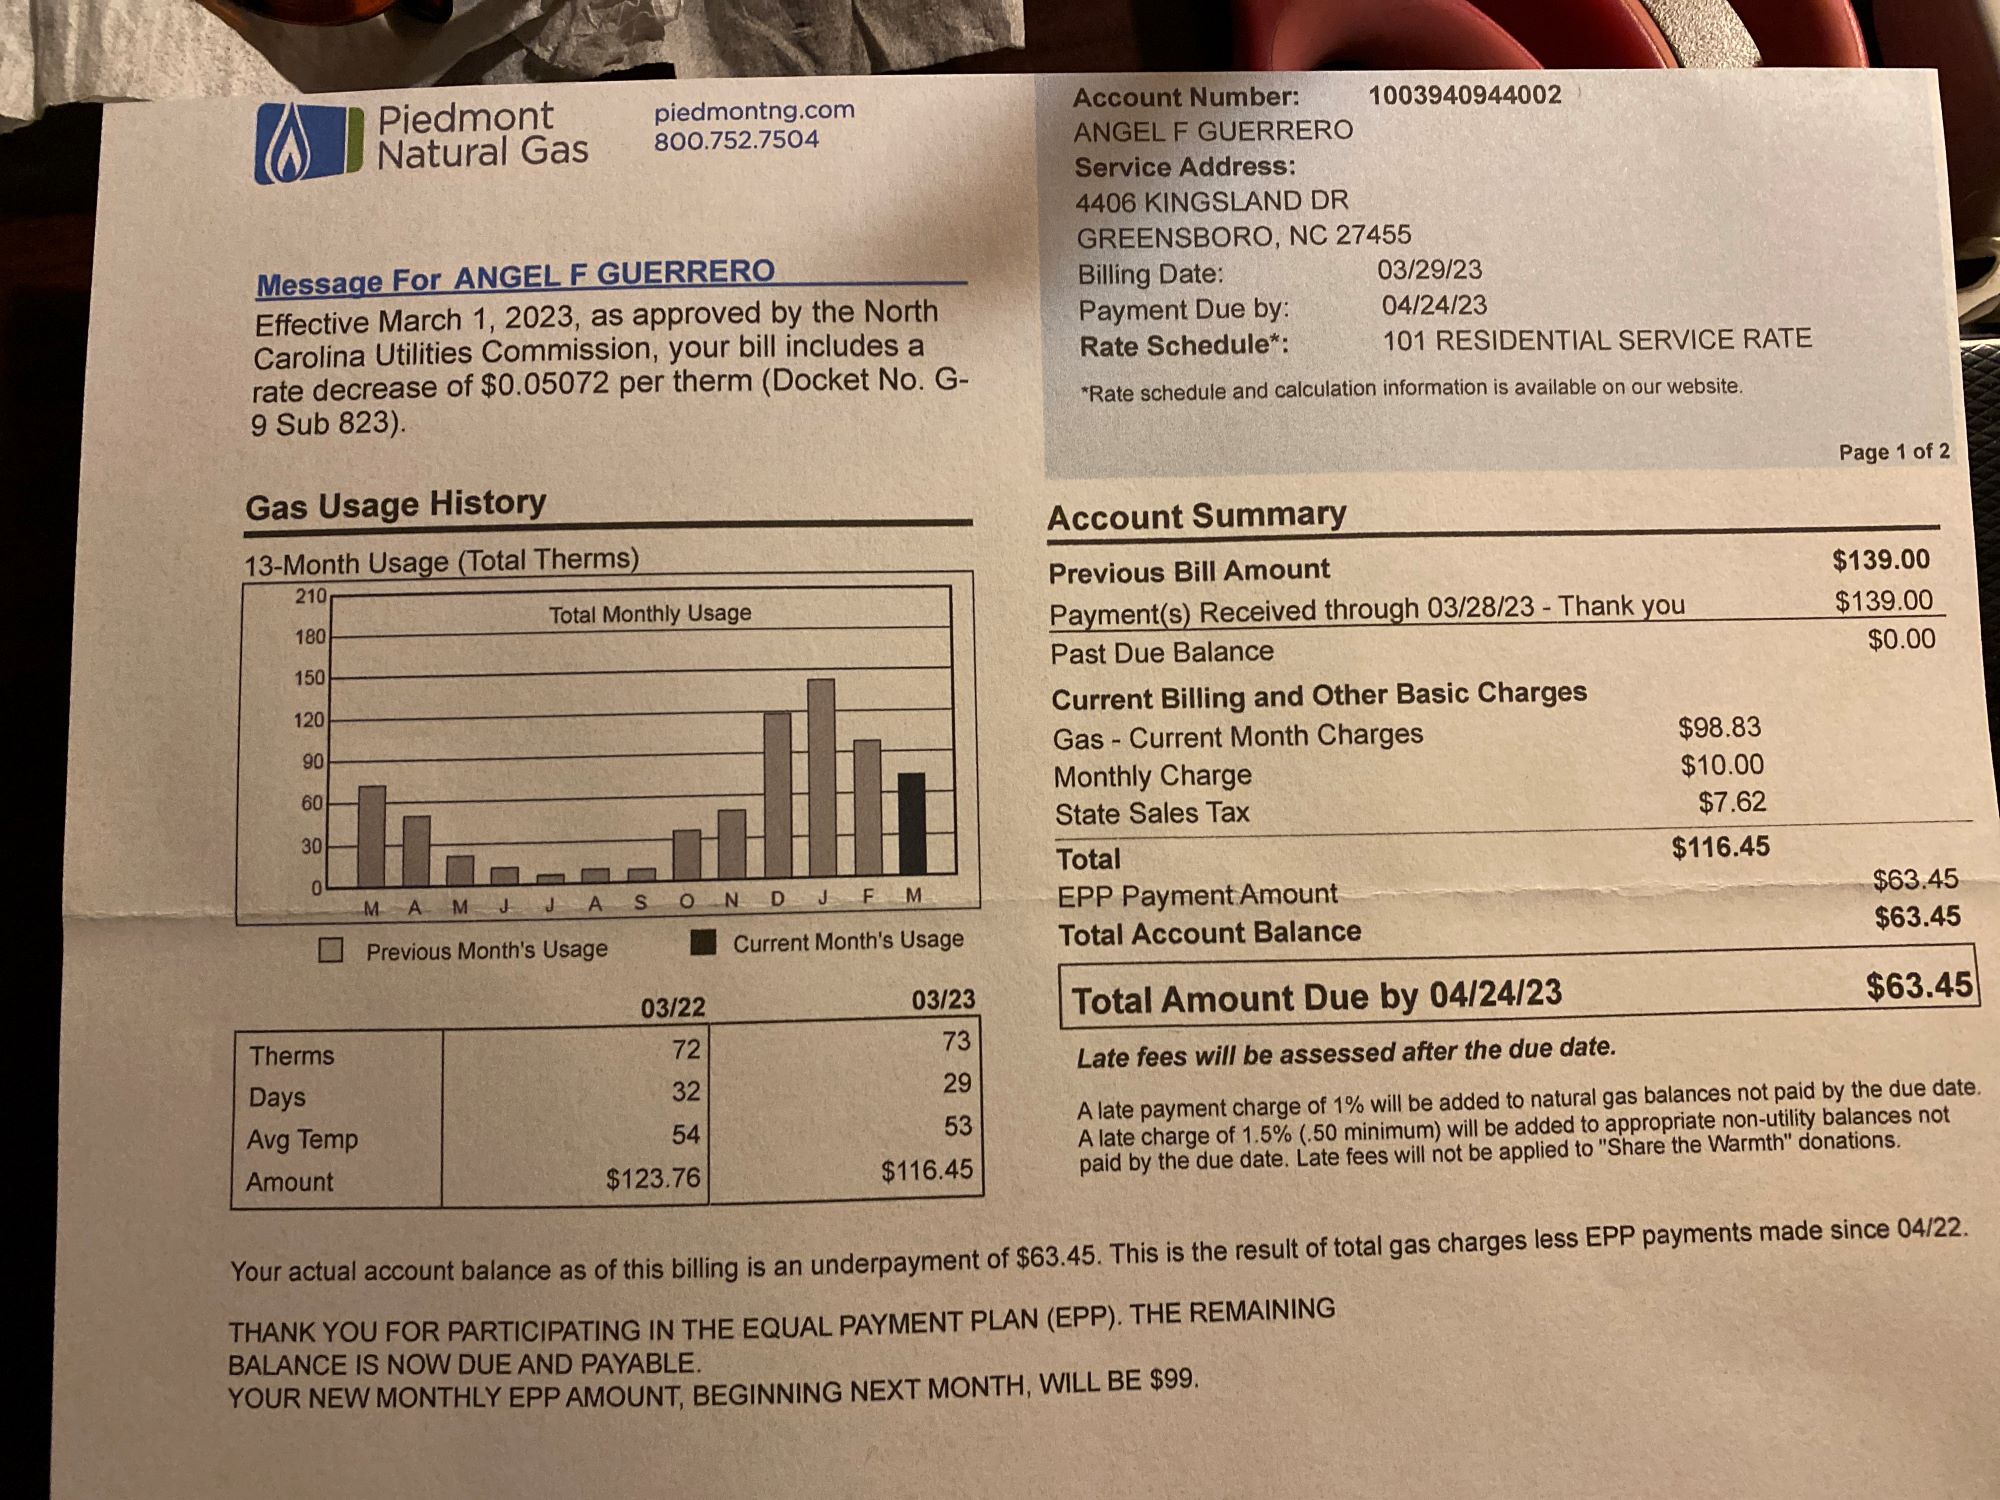 Piedmont
Natural Gas
piedmontng.com
800.752.7504
Account Number: 1003940944002
ANGEL F GUERRERO
Service Address:
4406 KINGSLAND DR
GREENSBORO, NC 27455
Billing Date: 03/29/23
Payment Due by: 04/24/23
Rate Schedule*: 101 RESIDENTIAL SERVICE RATE
*Rate schedule and calculation information is available on our website.
Page 1 of 2
Message For ANGEL F GUERRERO
Effective March 1, 2023, as approved by the North
Carolina Utilities Commission, your bill includes a
rate decrease of $0.05072 per therm (Docket No. G-
9 Sub 823).
Gas Usage History
13-Month Usage (Total Therms)
Total Monthly Usage
210
180
150
120
90
60
30
0
M A M J J A S O N D J F M
Previous Month's Usage Current Month's Usage
03/22 03/23
Therms 72 73
Days 32 29
Avg Temp 54 53
Amount $123.76 $116.45
Account Summary
Previous Bill Amount $139.00
Payment(s) Received through 03/28/23 - Thank you $139.00
Past Due Balance $0.00
Current Billing and Other Basic Charges
Gas - Current Month Charges $98.83
Monthly Charge $10.00
State Sales Tax $7.62
Total $116.45
EPP Payment Amount $63.45
Total Account Balance $63.45
Total Amount Due by 04/24/23 $63.45
Late fees will be assessed after the due date.
A late payment charge of 1% will be added to natural gas balances not paid by the due date.
A late charge of 1.5% (.50 minimum) will be added to appropriate non-utility balances not
paid by the due date. Late fees will not be applied to "Share the Warmth" donations.
Your actual account balance as of this billing is an underpayment of $63.45. This is the result of total gas charges less EPP payments made since 04/22.
THANK YOU FOR PARTICIPATING IN THE EQUAL PAYMENT PLAN (EPP). THE REMAINING
BALANCE IS NOW DUE AND PAYABLE.
YOUR NEW MONTHLY EPP AMOUNT, BEGINNING NEXT MONTH, WILL BE $99.